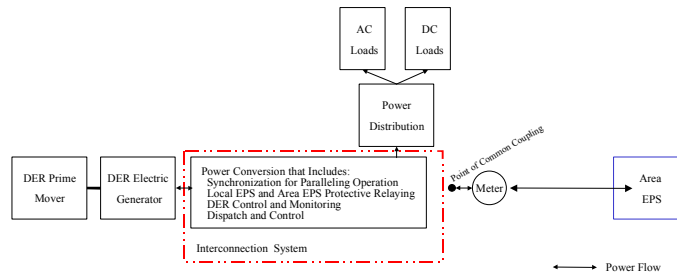 AC
Loads
DC
Loads
Power
Distribution
Point of Common Coupling
DER Prime
Mover
DER Electric
Generator
Power Conversion that Includes:
Synchronization for Paralleling Operation
Local EPS and Area EPS Protective Relaying
DER Control and Monitoring
Dispatch and Control
Interconnection System
Meter
Area
EPS
Power Flow